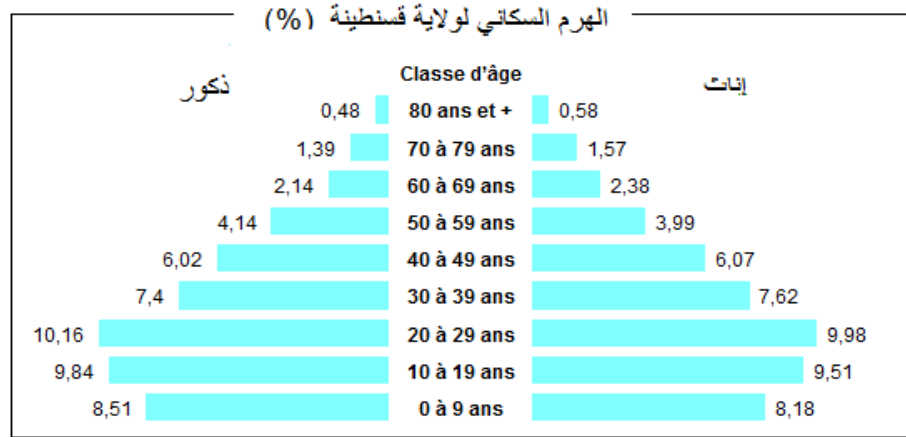 الهرم السكاني لولاية قسنطينة (%)
ذكور Classe d'âge إناث
0,48 80 ans et + 0,58
1,39 70 à 79 ans 1,57
2,14 60 à 69 ans 2,38
4,14 50 à 59 ans 3,99
6,02 40 à 49 ans 6,07
7,4 30 à 39 ans 7,62
10,16 20 à 29 ans 9,98
9,84 10 à 19 ans 9,51
8,51 0 à 9 ans 8,18